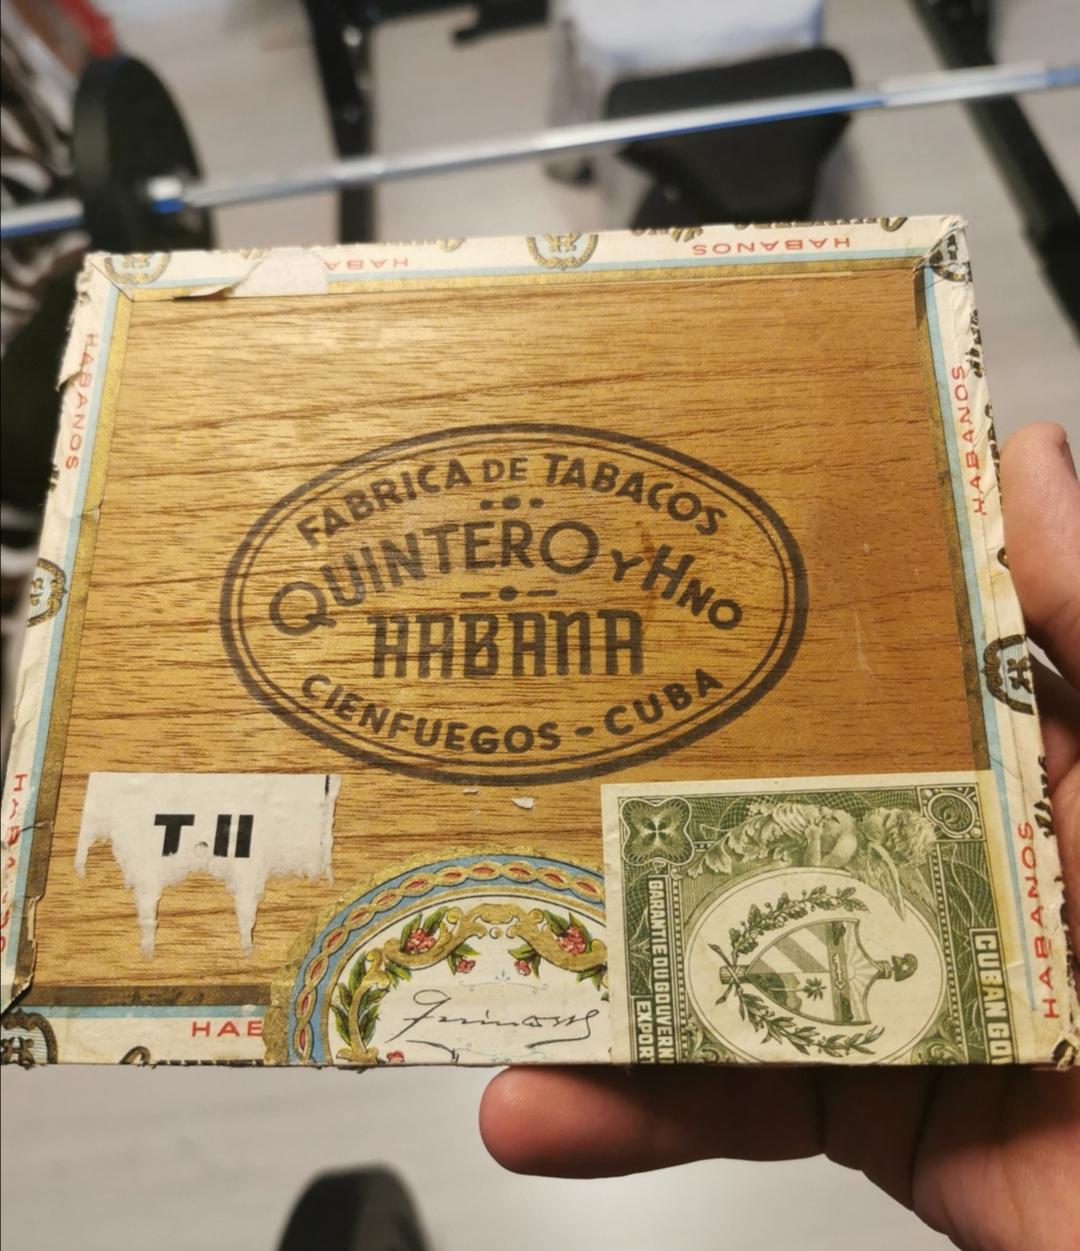 HABANOS
HABANOS
HABANOS
FABRICA DE TABACOS
QUINTERO Y HNO
HABANA
CIENFUEGOS - CUBA
T.II
HABANOS
GARANTIE DU GOUVERN
EXPORT
CUBAN GO